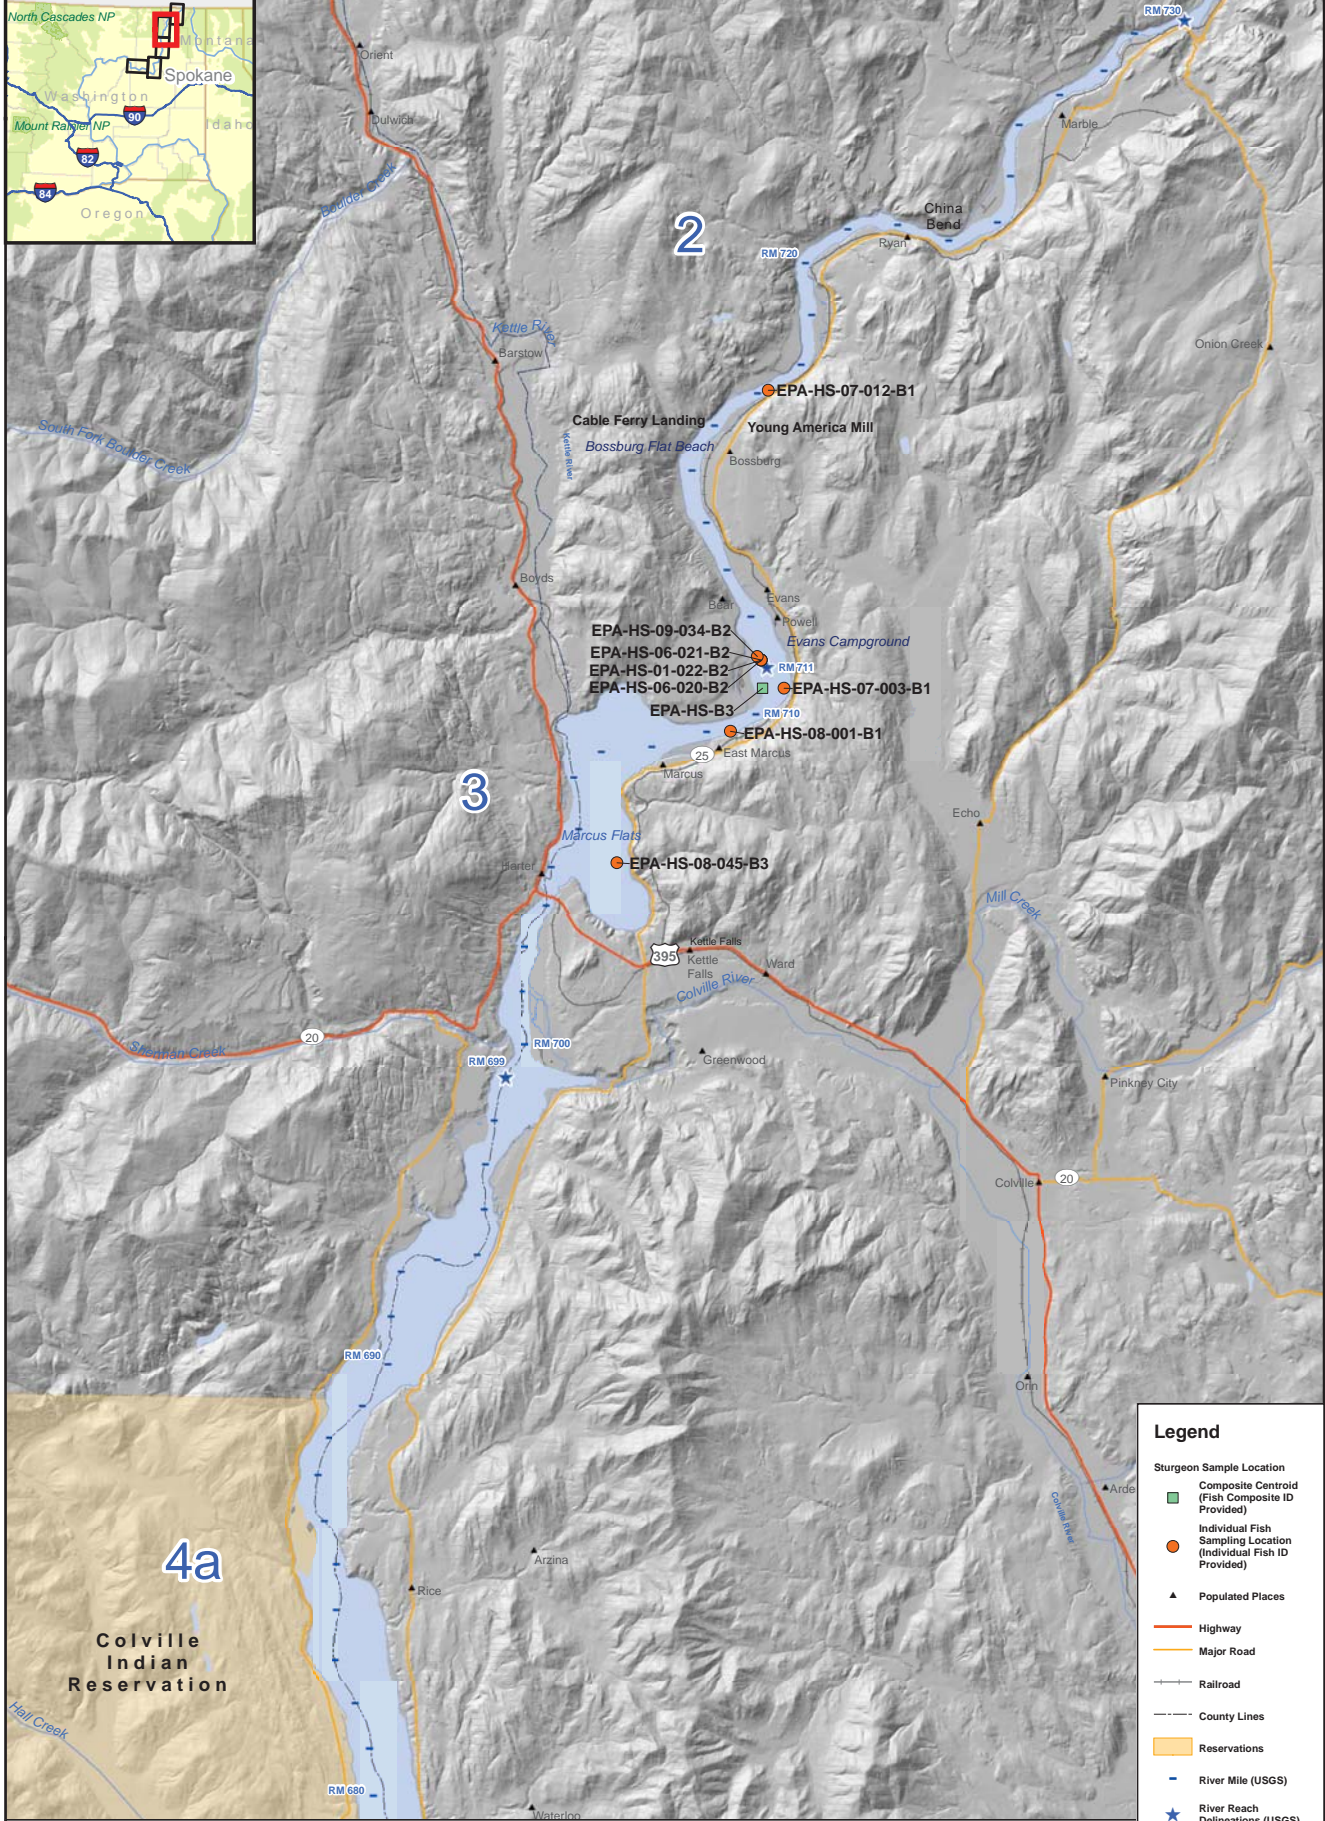 North Cascades NP
Montana
Spokane
Washington
90
Mount Rainier NP
Idaho
82
84
Oregon
RM 730
Orient
Dulwich
Marble
Boulder Creek
China
Bend
2
Ryan
RM 720
Kettle River
Barstow
Onion Creek
EPA-HS-07-012-B1
Cable Ferry Landing
Young America Mill
South Fork Boulder Creek
Kettle River
Bossburg Flat Beach
Bossburg
Boyds
Bear
Evans
Powell
EPA-HS-09-034-B2
Evans Campground
EPA-HS-06-021-B2
EPA-HS-01-022-B2
RM 711
EPA-HS-06-020-B2
EPA-HS-07-003-B1
EPA-HS-B3
RM 710
EPA-HS-08-001-B1
25
East Marcus
Marcus
3
Echo
Marcus Flats
EPA-HS-08-045-B3
Harter
Mill Creek
395
Kettle Falls
Kettle
Falls
Ward
Colville River
20
Sherman Creek
RM 700
RM 699
Greenwood
Pinkney City
Colville
20
RM 690
Orin
4a
Arzina
Rice
Colville
Indian
Reservation
Hall Creek
RM 680
Waterloo
Arde
Colville River
Legend
Sturgeon Sample Location
Composite Centroid
(Fish Composite ID
Provided)
Individual Fish
Sampling Location
(Individual Fish ID
Provided)
Populated Places
Highway
Major Road
Railroad
County Lines
Reservations
River Mile (USGS)
River Reach
Delineations (USGS)